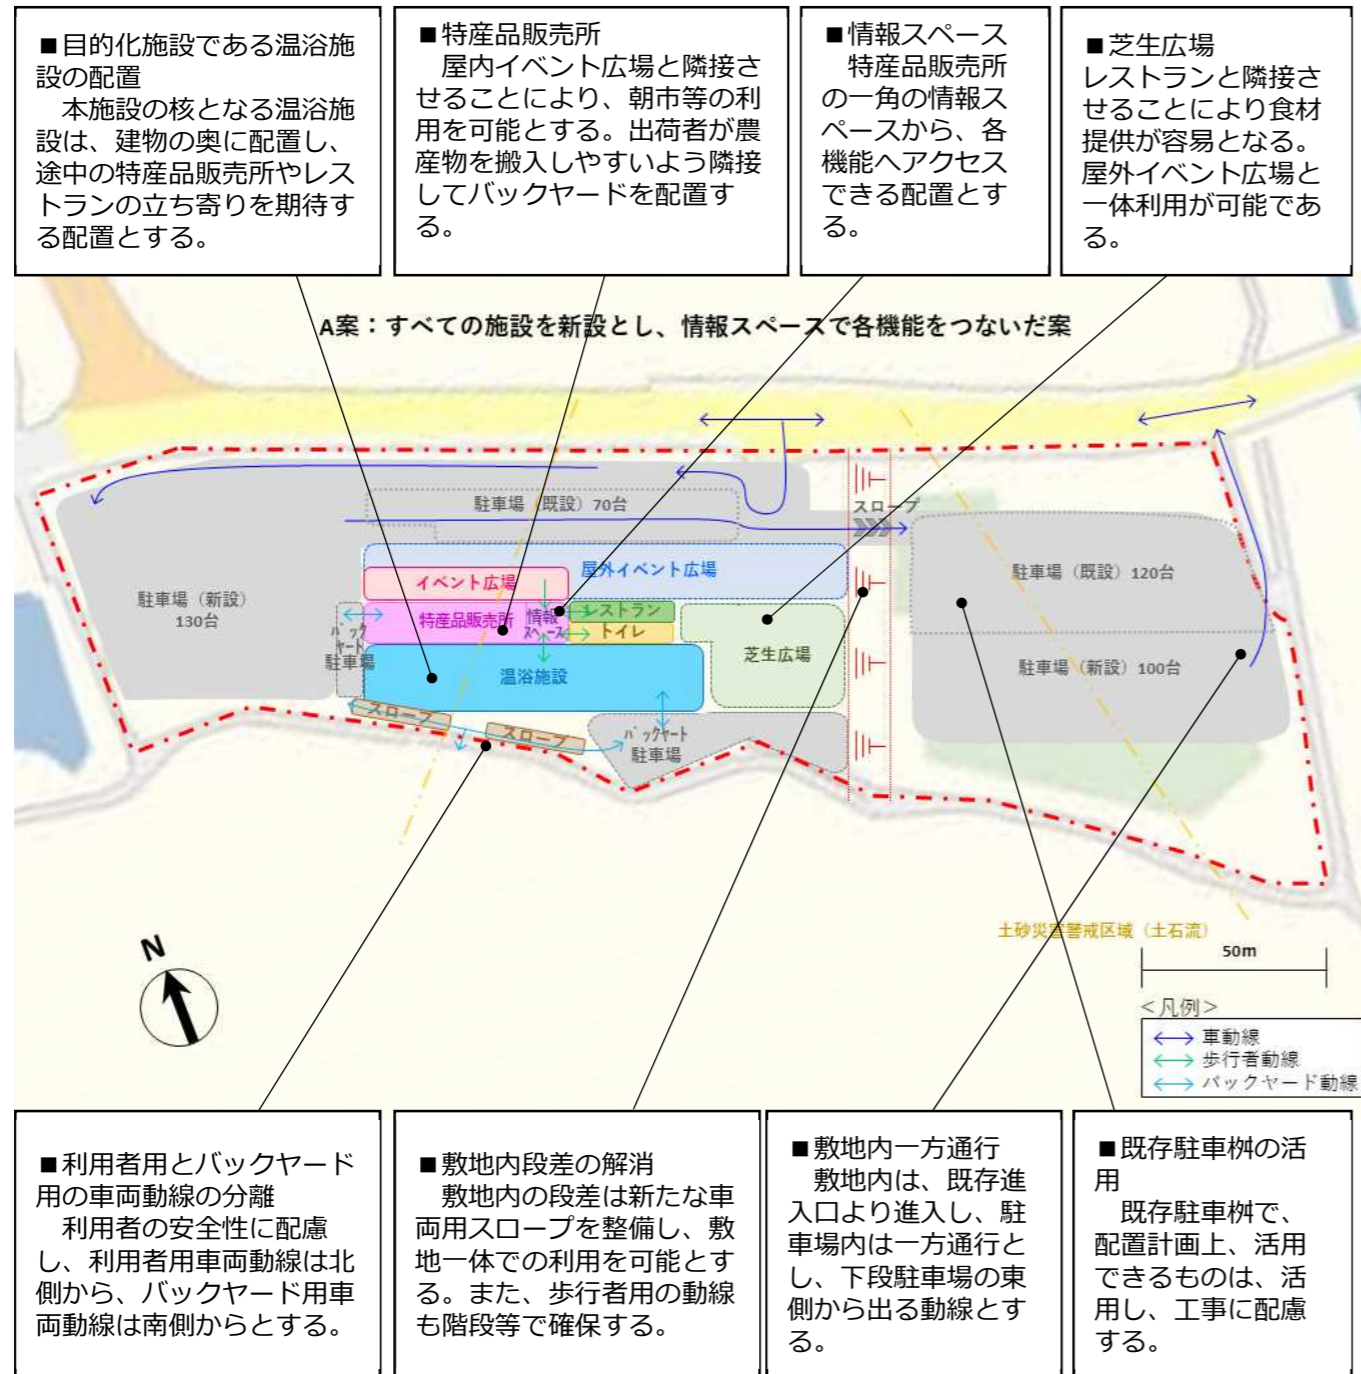 ■目的化施設である温浴施
設の配置
　本施設の核となる温浴施
設は、建物の奥に配置し、
途中の特産品販売所やレス
トランの立ち寄りを期待す
る配置とする。
■特産品販売所
　屋内イベント広場と隣接さ
せることにより、朝市等の利
用を可能とする。出荷者が農
産物を搬入しやすいよう隣接
してバックヤードを配置す
る。
■情報スペース
　特産品販売所
の一角の情報ス
ペースから、各
機能へアクセス
できる配置とす
る。
■芝生広場
レストランと隣接さ
せることにより食材
提供が容易となる。
屋外イベント広場と
一体利用が可能であ
る。
A案：すべての施設を新設とし、情報スペースで各機能をつないだ案
駐車場（既設）70台
スロープ
屋外イベント広場
イベント広場
駐車場（既設）120台
駐車場（新設）
130台
特産品販売所
情報
スペース
レストラン
トイレ
バック
ヤード
駐車場
芝生広場
駐車場（新設）100台
温浴施設
スロープ
スロープ
バックヤード
駐車場
土砂災害警戒区域（土石流）
50m
N
＜凡例＞
車動線
歩行者動線
バックヤード動線
■利用者用とバックヤード
用の車両動線の分離
　利用者の安全性に配慮
し、利用者用車両動線は北
側から、バックヤード用車
両動線は南側からとする。
■敷地内段差の解消
　敷地内の段差は新たな車
両用スロープを整備し、敷
地一体での利用を可能とす
る。また、歩行者用の動線
も階段等で確保する。
■敷地内一方通行
　敷地内は、既存進
入口より進入し、駐
車場内は一方通行と
し、下段駐車場の東
側から出る動線とす
る。
■既存駐車桝の活
用
　既存駐車桝で、
配置計画上、活用
できるものは、活
用し、工事に配慮
する。